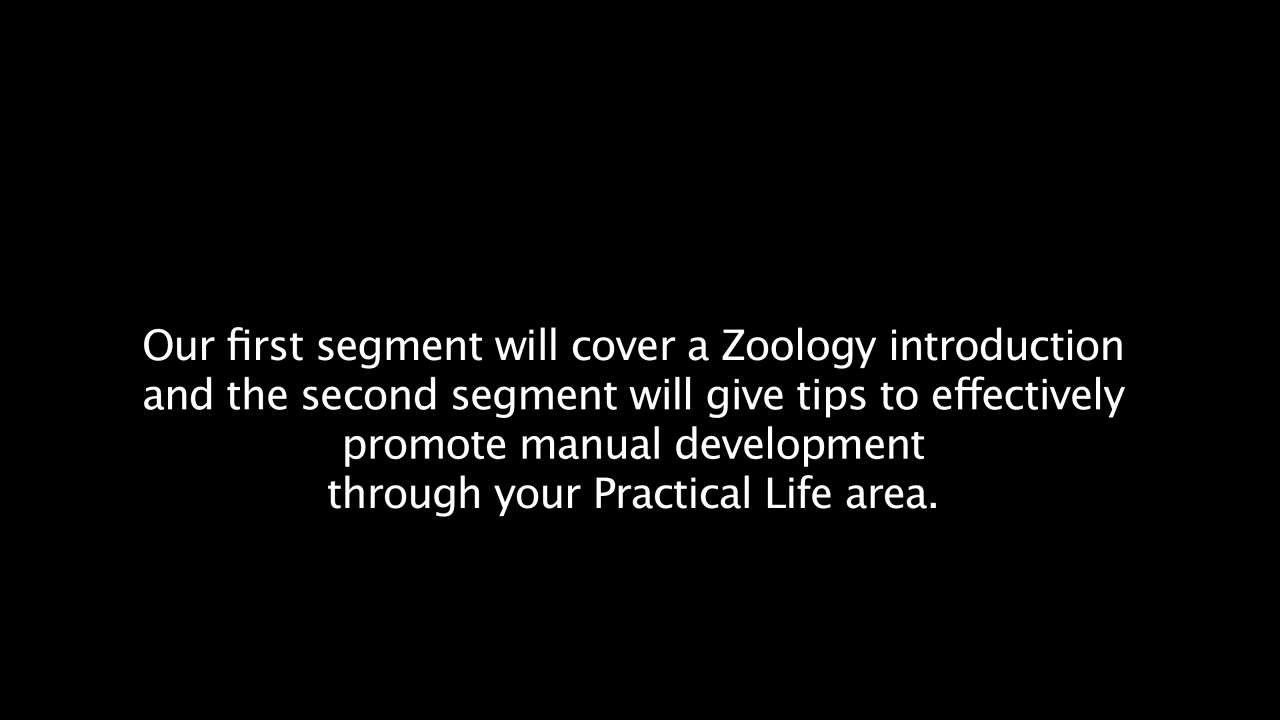 Our first segment will cover a Zoology introduction
and the second segment will give tips to effectively
promote manual development
through your Practical Life area.